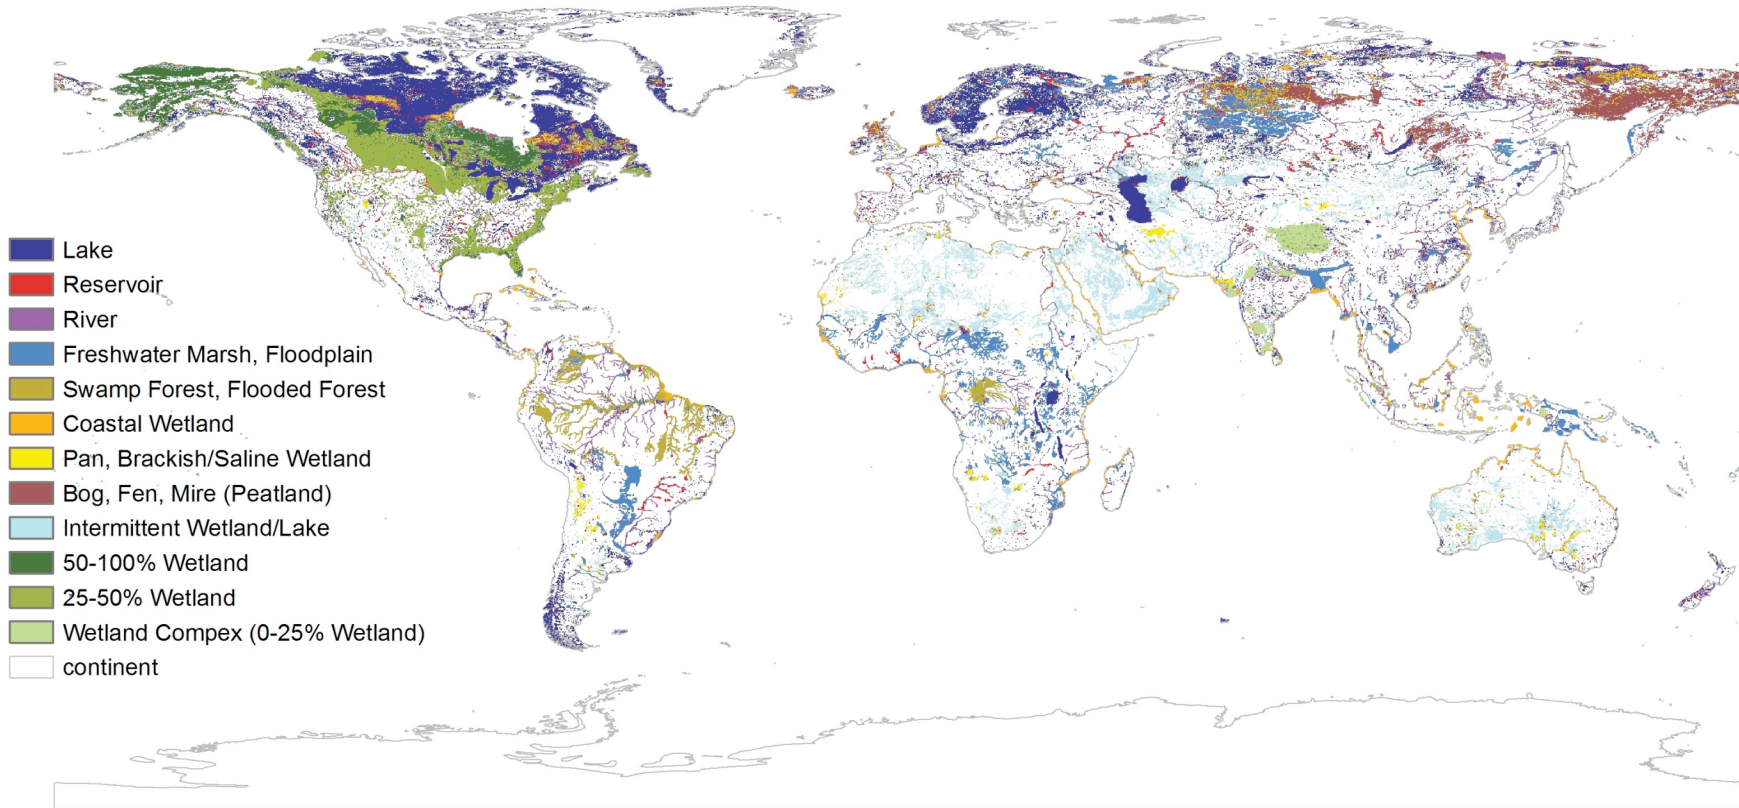 Lake
Reservoir
River
Freshwater Marsh, Floodplain
Swamp Forest, Flooded Forest
Coastal Wetland
Pan, Brackish/Saline Wetland
Bog, Fen, Mire (Peatland)
Intermittent Wetland/Lake
50-100% Wetland
25-50% Wetland
Wetland Compex (0-25% Wetland)
continent